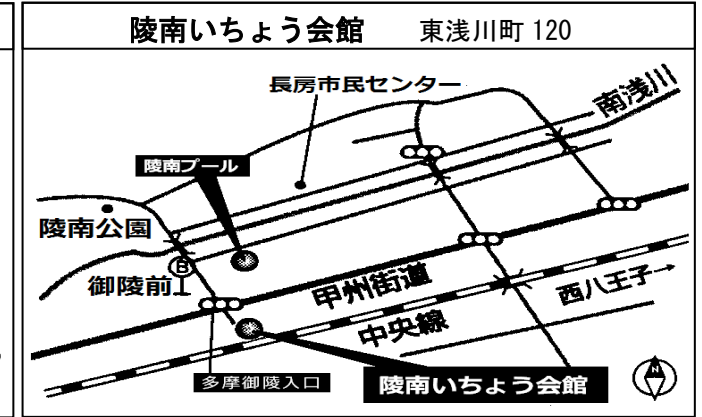 陵南いちょう会館 東浅川町 120
長房市民センター
南浅川
陵南プール
陵南公園
B
御陵前
甲州街道
西八王子→
中央線
多摩御陵入口
陵南いちょう会館
N